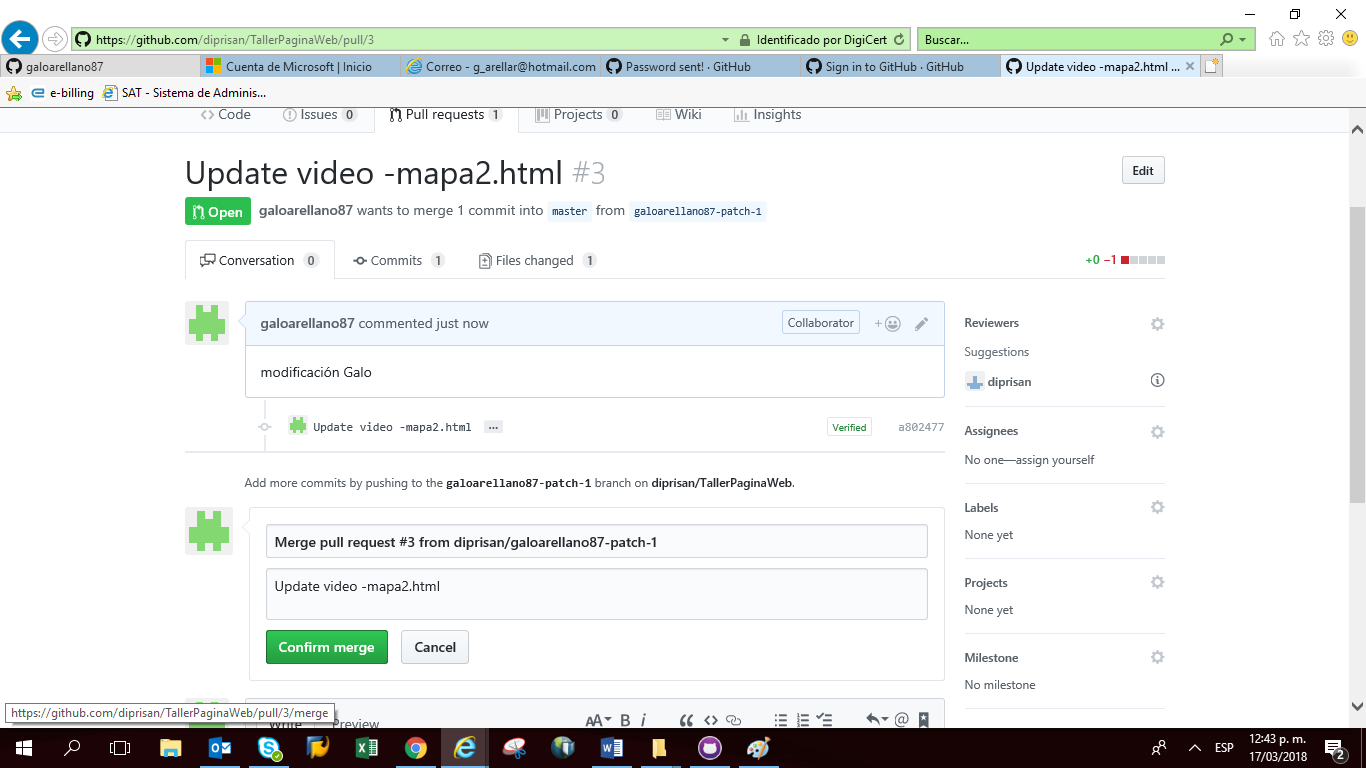 https://github.com/diprisan/TallerPaginaWeb/pull/3
Identificado por DigiCert
Buscar...
galoarellano87
Cuenta de Microsoft | Inicio
Correo - g_arellar@hotmail.com
Password sent! · GitHub
Sign in to GitHub · GitHub
Update video -mapa2.html ...
e-billing
SAT - Sistema de Adminis...
Code
Issues 0
Pull requests 1
Projects 0
Wiki
Insights
Update video -mapa2.html #3
Edit
Open
galoarellano87 wants to merge 1 commit into master from galoarellano87-patch-1
Conversation 0
Commits 1
Files changed 1
+0 −1
galoarellano87 commented just now
Collaborator
+
modificación Galo
Update video -mapa2.html ...
Verified
a802477
Add more commits by pushing to the galoarellano87-patch-1 branch on diprisan/TallerPaginaWeb.
Merge pull request #3 from diprisan/galoarellano87-patch-1
Update video -mapa2.html
Confirm merge
Cancel
Reviewers
Suggestions
diprisan
Assignees
No one—assign yourself
Labels
None yet
Projects
None yet
Milestone
No milestone
https://github.com/diprisan/TallerPaginaWeb/pull/3/merge
Preview
AA B i
ESP
12:43 p. m.
17/03/2018
2